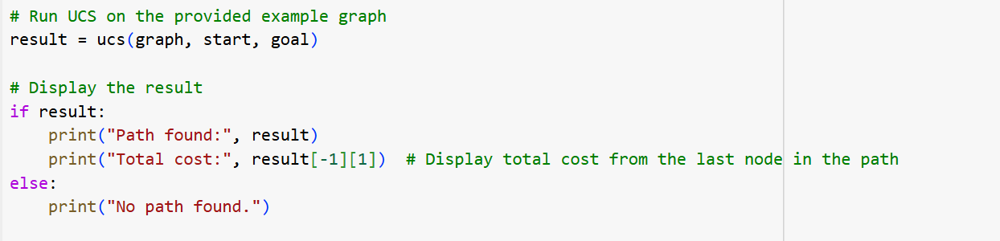 # Run UCS on the provided example graph
result = ucs(graph, start, goal)
# Display the result
if result:
    print("Path found:", result)
    print("Total cost:", result[-1][1])  # Display total cost from the last node in the path
else:
    print("No path found.")